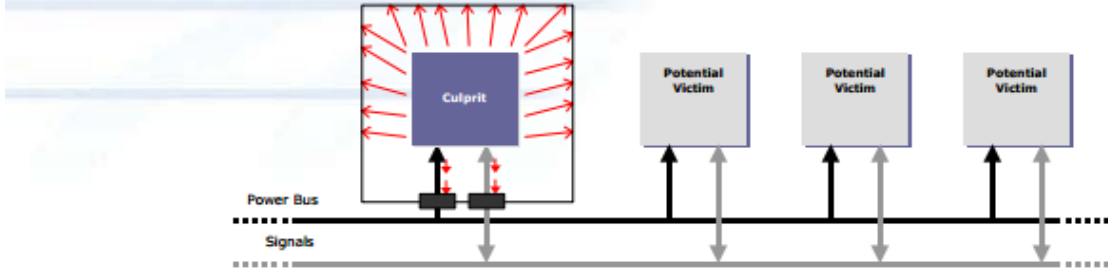 Culprit
Potential
Victim
Potential
Victim
Potential
Victim
Power Bus
Signals